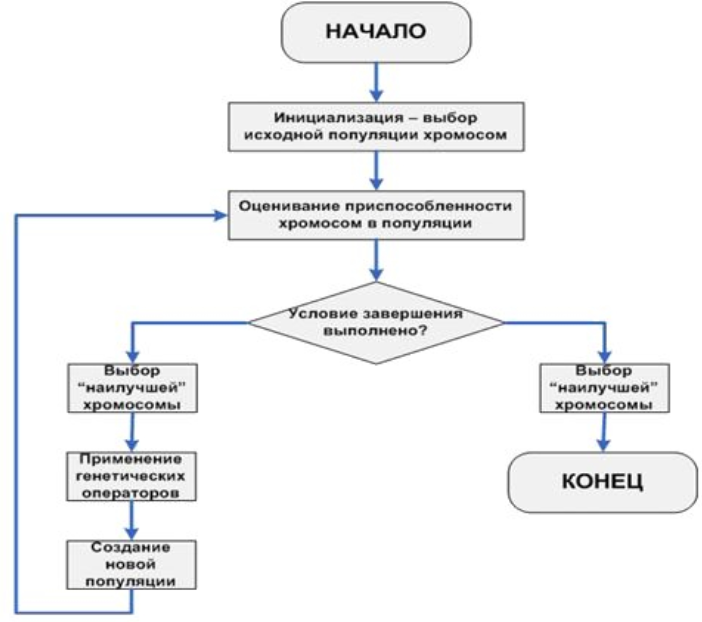 НАЧАЛО
Инициализация – выбор
исходной популяции хромосом
Оценивание приспособленности
хромосом в популяции
Условие завершения
выполнено?
Выбор
“наилучшей”
хромосомы
Применение
генетических
операторов
Создание
новой
популяции
Выбор
“наилучшей”
хромосомы
КОНЕЦ